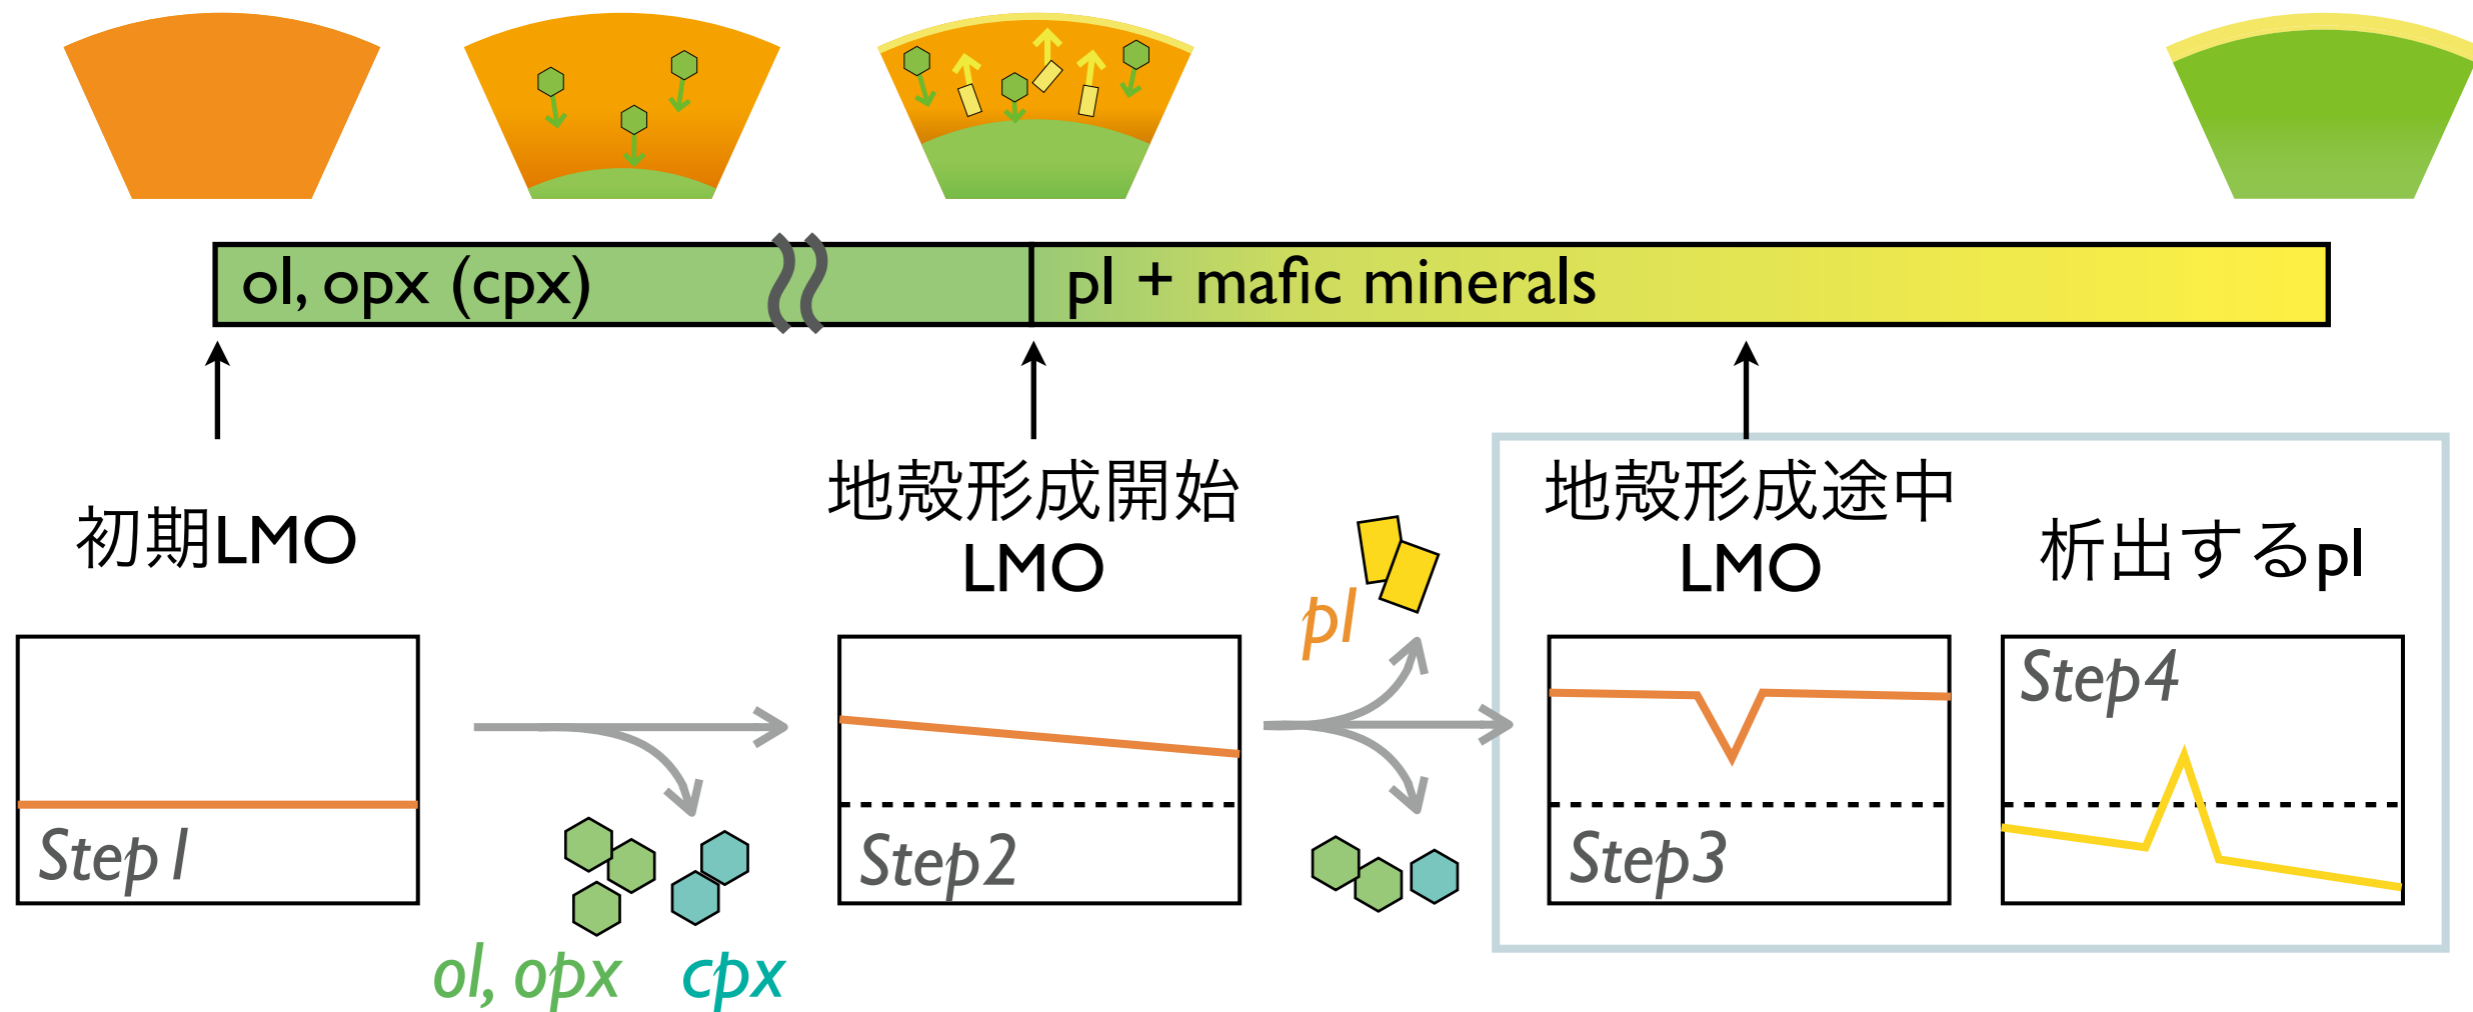 ol, opx (cpx)
pl + mafic minerals
初期LMO
地殻形成開始
LMO
地殻形成途中
LMO
析出するpl
pl
Step1
Step2
Step3
Step4
ol, opx
cpx